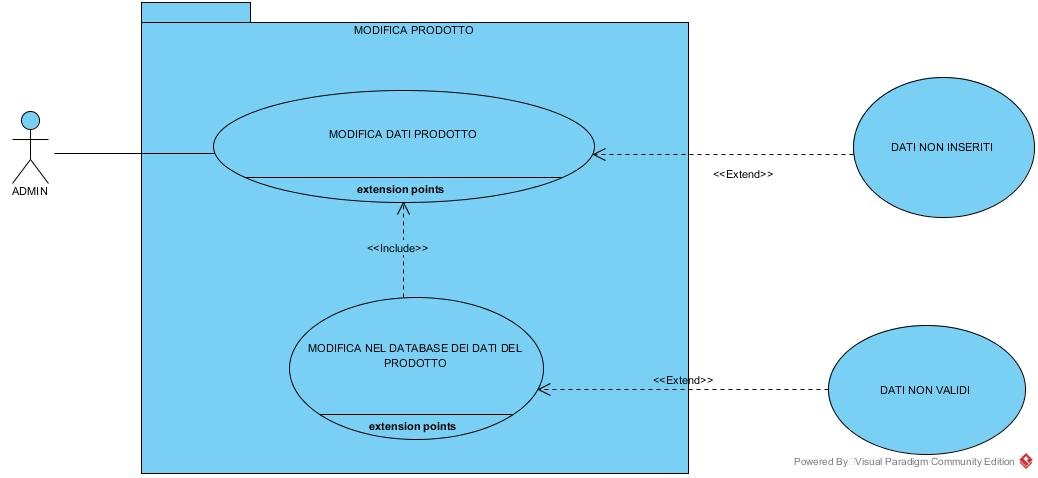 MODIFICA PRODOTTO
MODIFICA DATI PRODOTTO
extension points
ADMIN
DATI NON INSERITI
<<Extend>>
<<Include>>
MODIFICA NEL DATABASE DEI DATI DEL
PRODOTTO
extension points
<<Extend>>
DATI NON VALIDI
Powered By Visual Paradigm Community Edition